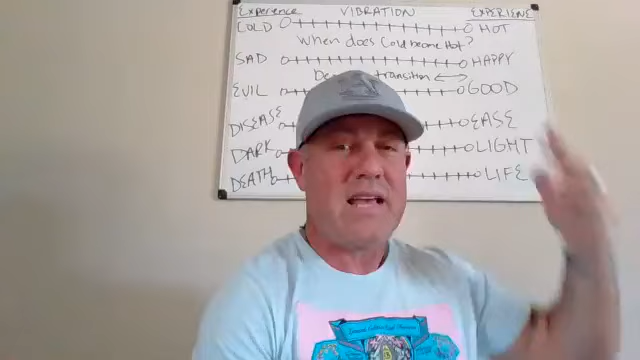 Experience VIBRATION EXPERIENE
COLD HOT
When does Cold become Hot?
SAD HAPPY
transition
EVIL GOOD
DISEASE EASE
DARK LIGHT
DEATH LIFE